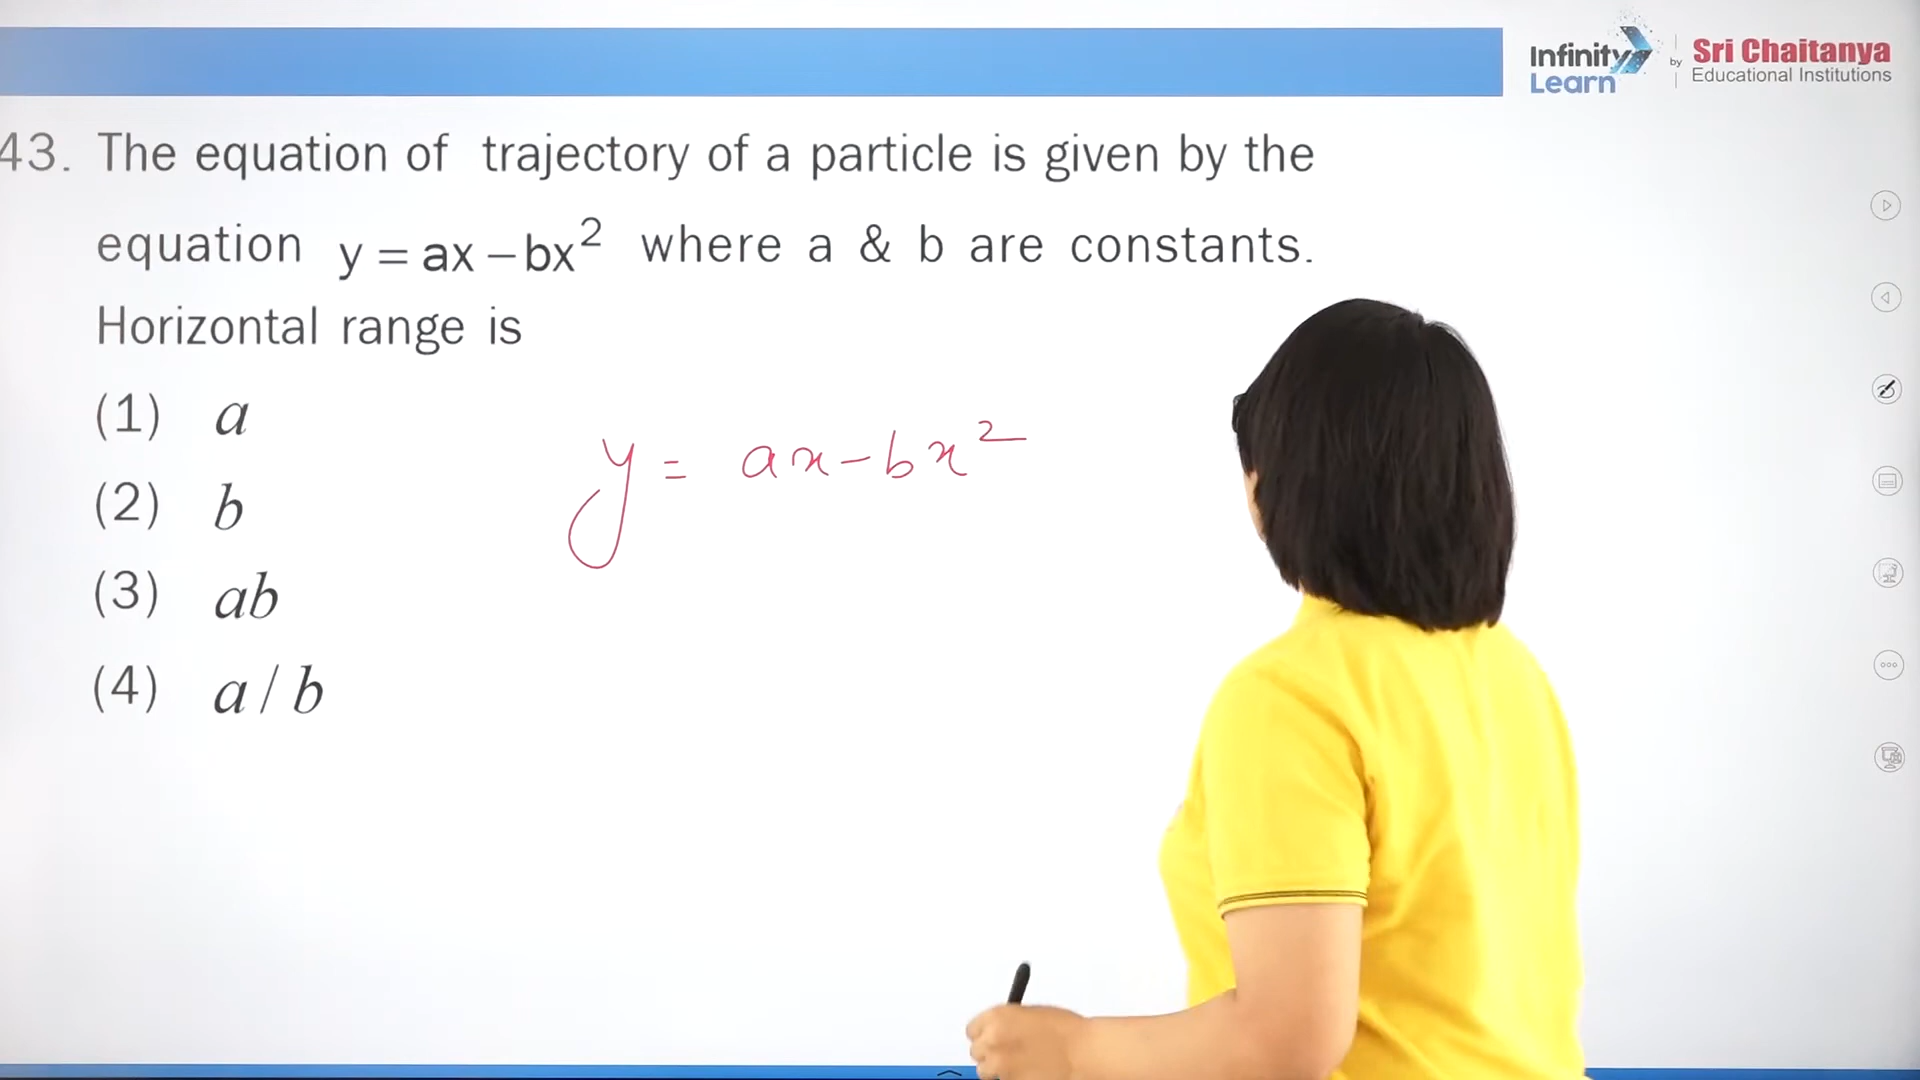 Infinity Learn by Sri Chaitanya Educational Institutions
43. The equation of trajectory of a particle is given by the
equation y = ax − bx² where a & b are constants.
Horizontal range is
(1) a
(2) b
(3) ab
(4) a / b
y = ax − bx²